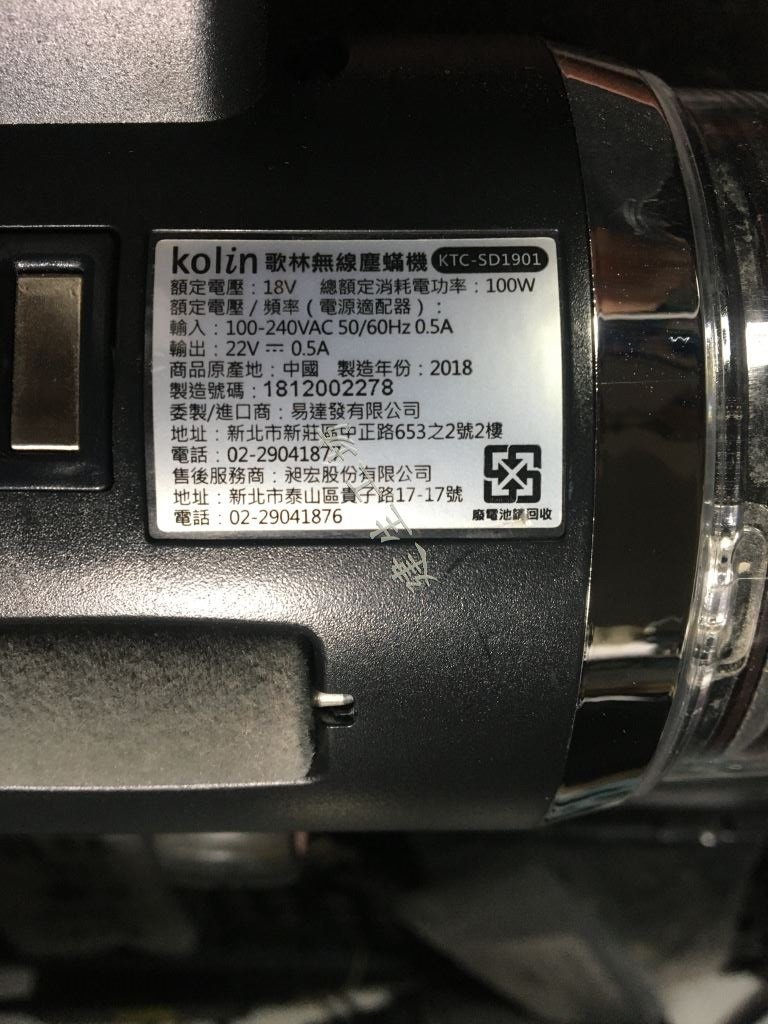 kolin 歌林無線塵蟎機 KTC-SD1901
額定電壓：18V 總額定消耗電功率：100W
額定電壓/頻率（電源適配器）：
輸入：100-240VAC 50/60Hz 0.5A
輸出：22V ⎓ 0.5A
商品原產地：中國 製造年份：2018
製造號碼：1812002278
委製/進口商：易達發有限公司
地址：新北市新莊區中正路653之2號2樓
電話：02-2904187
售後服務商：昶宏股份有限公司
地址：新北市泰山區貴子路17-17號
電話：02-29041876
廢電池請回收